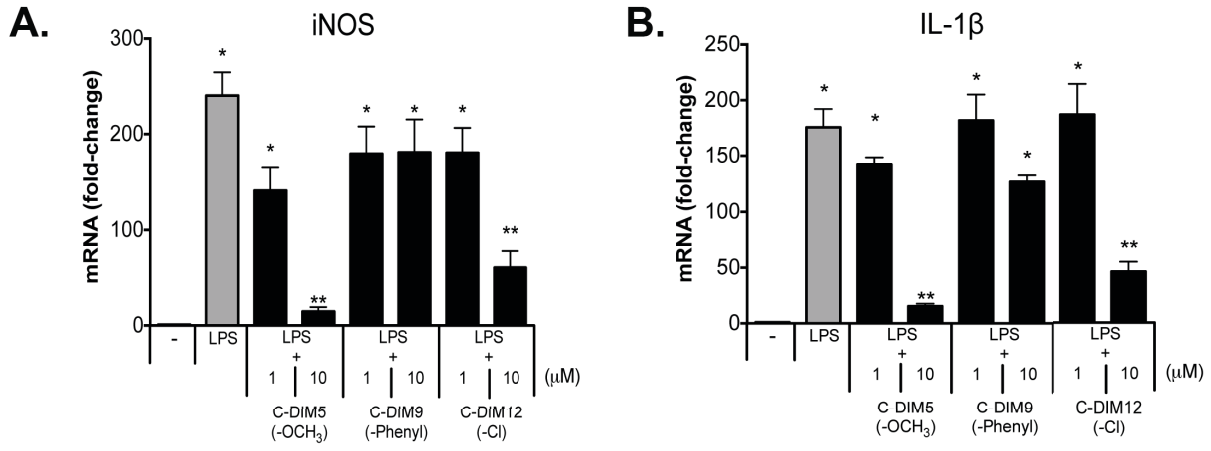 A.
iNOS
mRNA (fold-change)
300
200
100
0
*
*
**
*
*
*
**
-
LPS
LPS
+
LPS
+
LPS
+
1
10
1
10
1
10
(μM)
C-DIM5
(-OCH₃)
C-DIM9
(-Phenyl)
C-DIM12
(-Cl)
B.
IL-1β
mRNA (fold-change)
250
200
150
100
50
0
*
*
**
*
*
*
**
-
LPS
LPS
+
LPS
+
LPS
+
1
10
1
10
1
10
(μM)
C-DIM5
(-OCH₃)
C-DIM9
(-Phenyl)
C-DIM12
(-Cl)